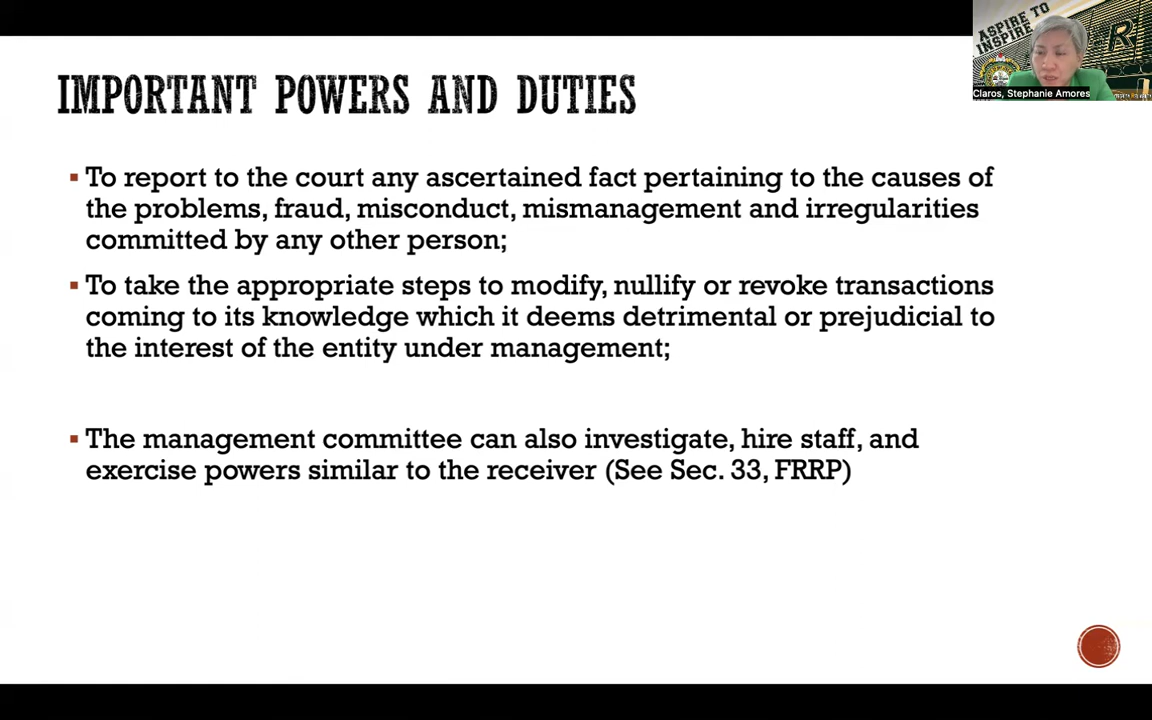 ASPIRE TO
INSPIRE
R
Claros, Stephanie Amores
IMPORTANT POWERS AND DUTIES
▪ To report to the court any ascertained fact pertaining to the causes of
the problems, fraud, misconduct, mismanagement and irregularities
committed by any other person;
▪ To take the appropriate steps to modify, nullify or revoke transactions
coming to its knowledge which it deems detrimental or prejudicial to
the interest of the entity under management;
▪ The management committee can also investigate, hire staff, and
exercise powers similar to the receiver (See Sec. 33, FRRP)